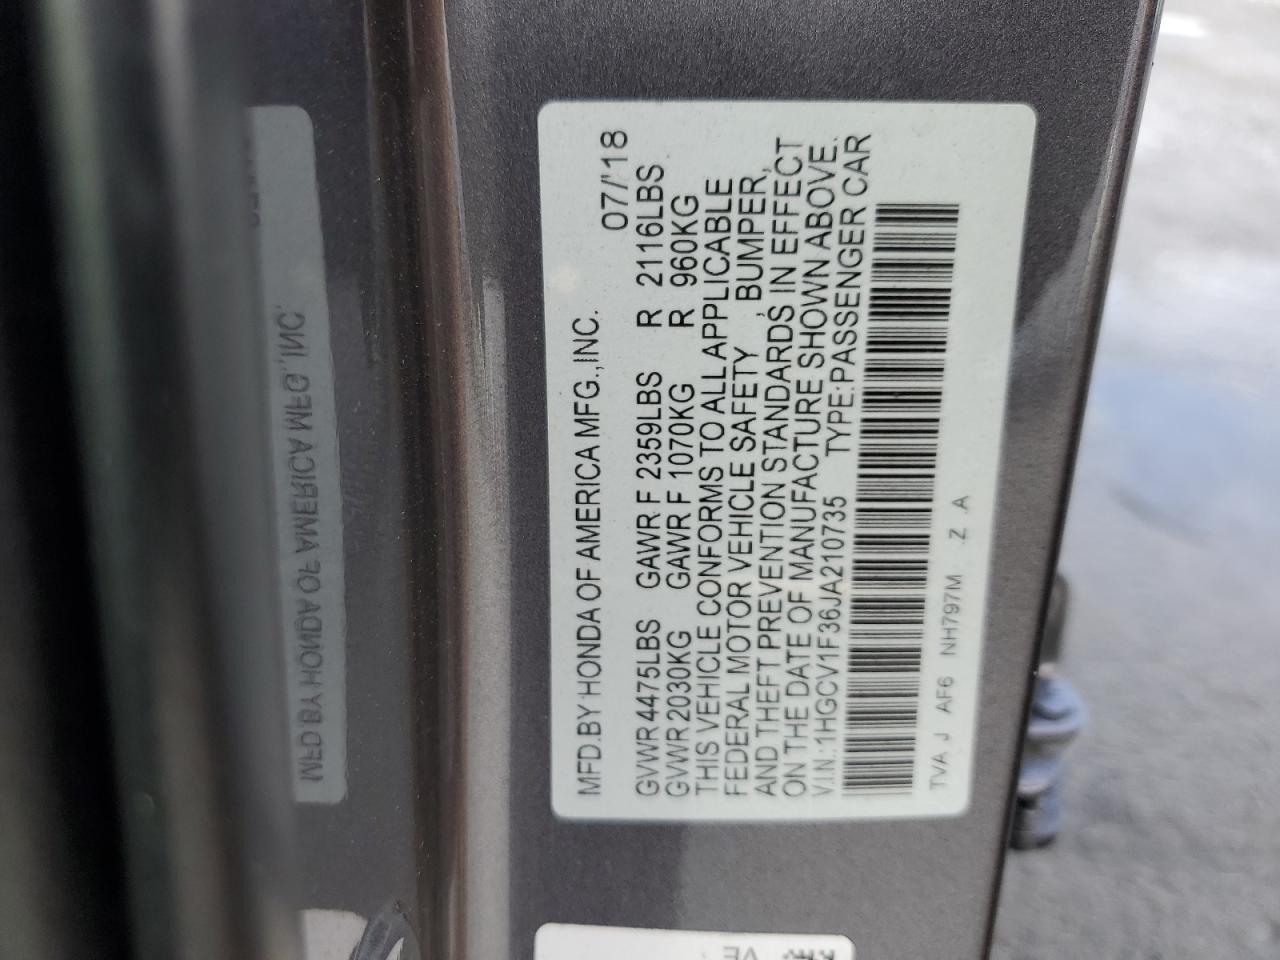 MFD.BY HONDA OF AMERICA MFG.,INC. 07/'18
GVWR 4475LBS GAWR F 2359LBS R 2116LBS
GVWR 2030KG GAWR F 1070KG R 960KG
THIS VEHICLE CONFORMS TO ALL APPLICABLE
FEDERAL MOTOR VEHICLE SAFETY , BUMPER,
AND THEFT PREVENTION STANDARDS IN EFFECT
ON THE DATE OF MANUFACTURE SHOWN ABOVE.
V.I.N.:1HGCV1F36JA210735 TYPE:PASSENGER CAR
TVA J AF6 NH797M .Z A
MFD BY HONDA OF AMERICA MFG.,INC.
VE